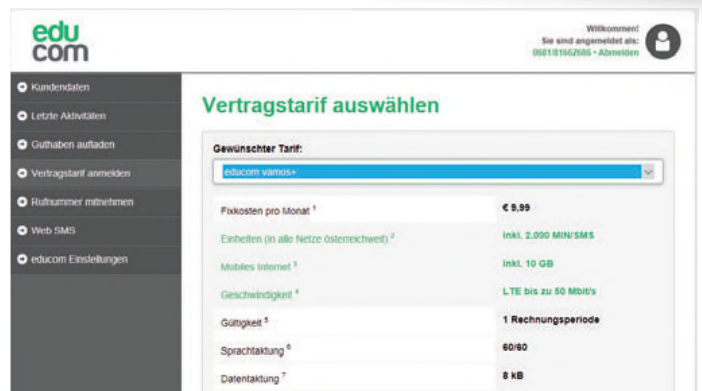 edu
com
Willkommen!
Sie sind angemeldet als:
0681/81662686 • Abmelden
Kundendaten
Letzte Aktivitäten
Guthaben aufladen
Vertragstarif anmelden
Rufnummer mitnehmen
Web SMS
educom Einstellungen
Vertragstarif auswählen
Gewünschter Tarif:
educom vamos+
Fixkosten pro Monat 1 € 9,99
Einheiten (in alle Netze österreichweit) 2 inkl. 2.000 MIN/SMS
Mobiles Internet 3 inkl. 10 GB
Geschwindigkeit 4 LTE bis zu 50 Mbit/s
Gültigkeit 5 1 Rechnungsperiode
Sprachtaktung 6 60/60
Datentaktung 7 8 kB